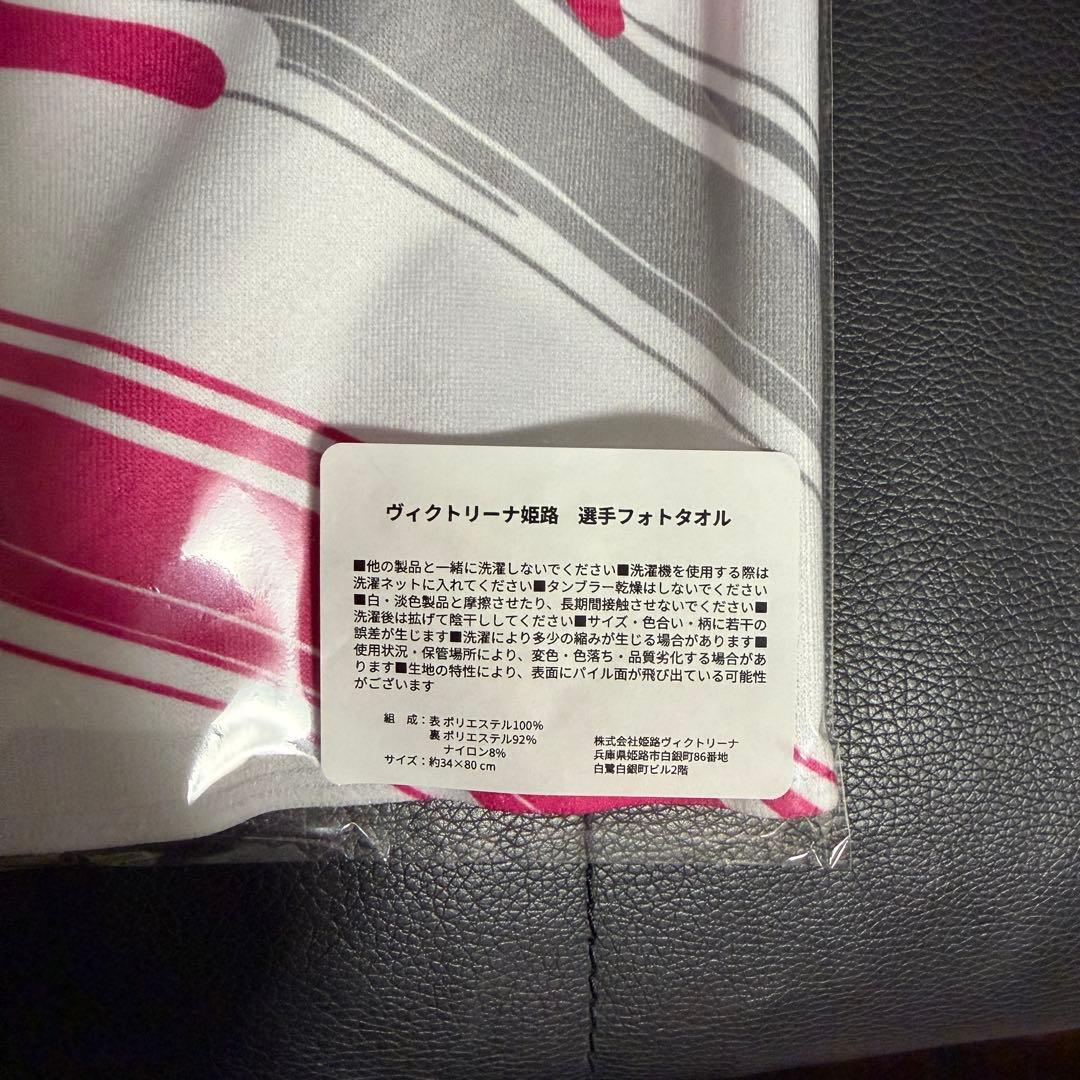 ヴィクトリーナ姫路　選手フォトタオル
■他の製品と一緒に洗濯しないでください■洗濯機を使用する際は
洗濯ネットに入れてください■タンブラー乾燥はしないでください
■白・淡色製品と摩擦させたり、長期間接触させないでください■
洗濯後は拡げて陰干ししてください■サイズ・色合い・柄に若干の
誤差が生じます■洗濯により多少の縮みが生じる場合があります■
使用状況・保管場所により、変色・色落ち・品質劣化する場合があ
ります■生地の特性により、表面にパイル面が飛び出ている可能性
がございます
組　成：表 ポリエステル100%
裏 ポリエステル92%
ナイロン8%
サイズ：約34×80 cm
株式会社姫路ヴィクトリーナ
兵庫県姫路市白銀町86番地
白鷺白銀町ビル2階